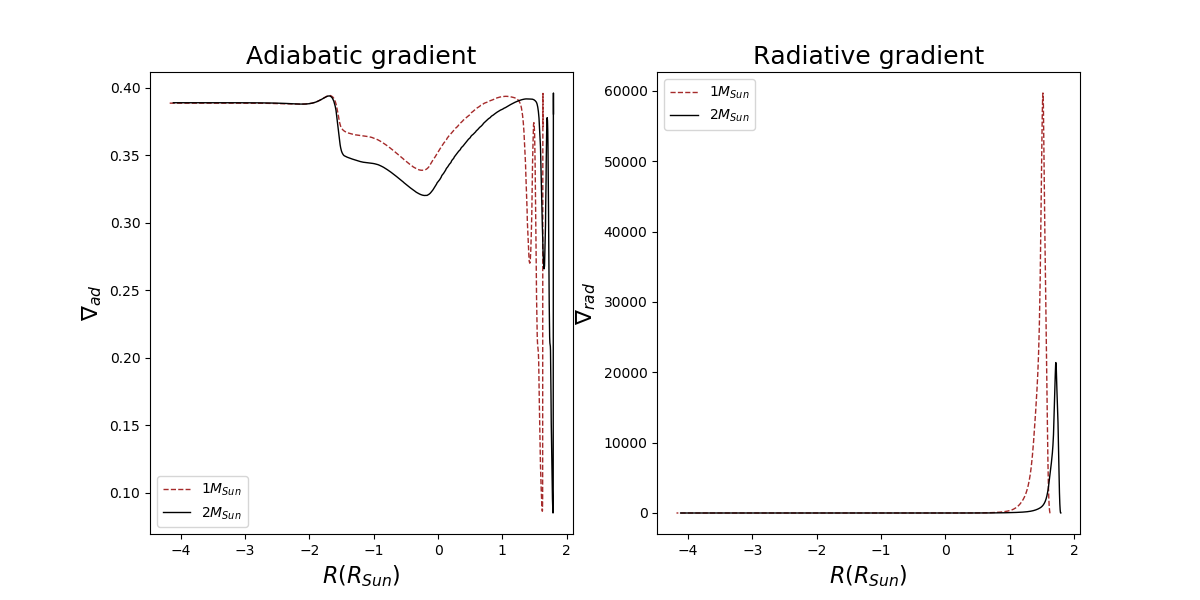 Adiabatic gradient
0.40
0.35
0.30
0.25
0.20
0.15
0.10
∇ad
1MSun
2MSun
−4 −3 −2 −1 0 1 2
R(RSun)
Radiative gradient
60000
50000
40000
30000
20000
10000
0
∇rad
1MSun
2MSun
−4 −3 −2 −1 0 1 2
R(RSun)